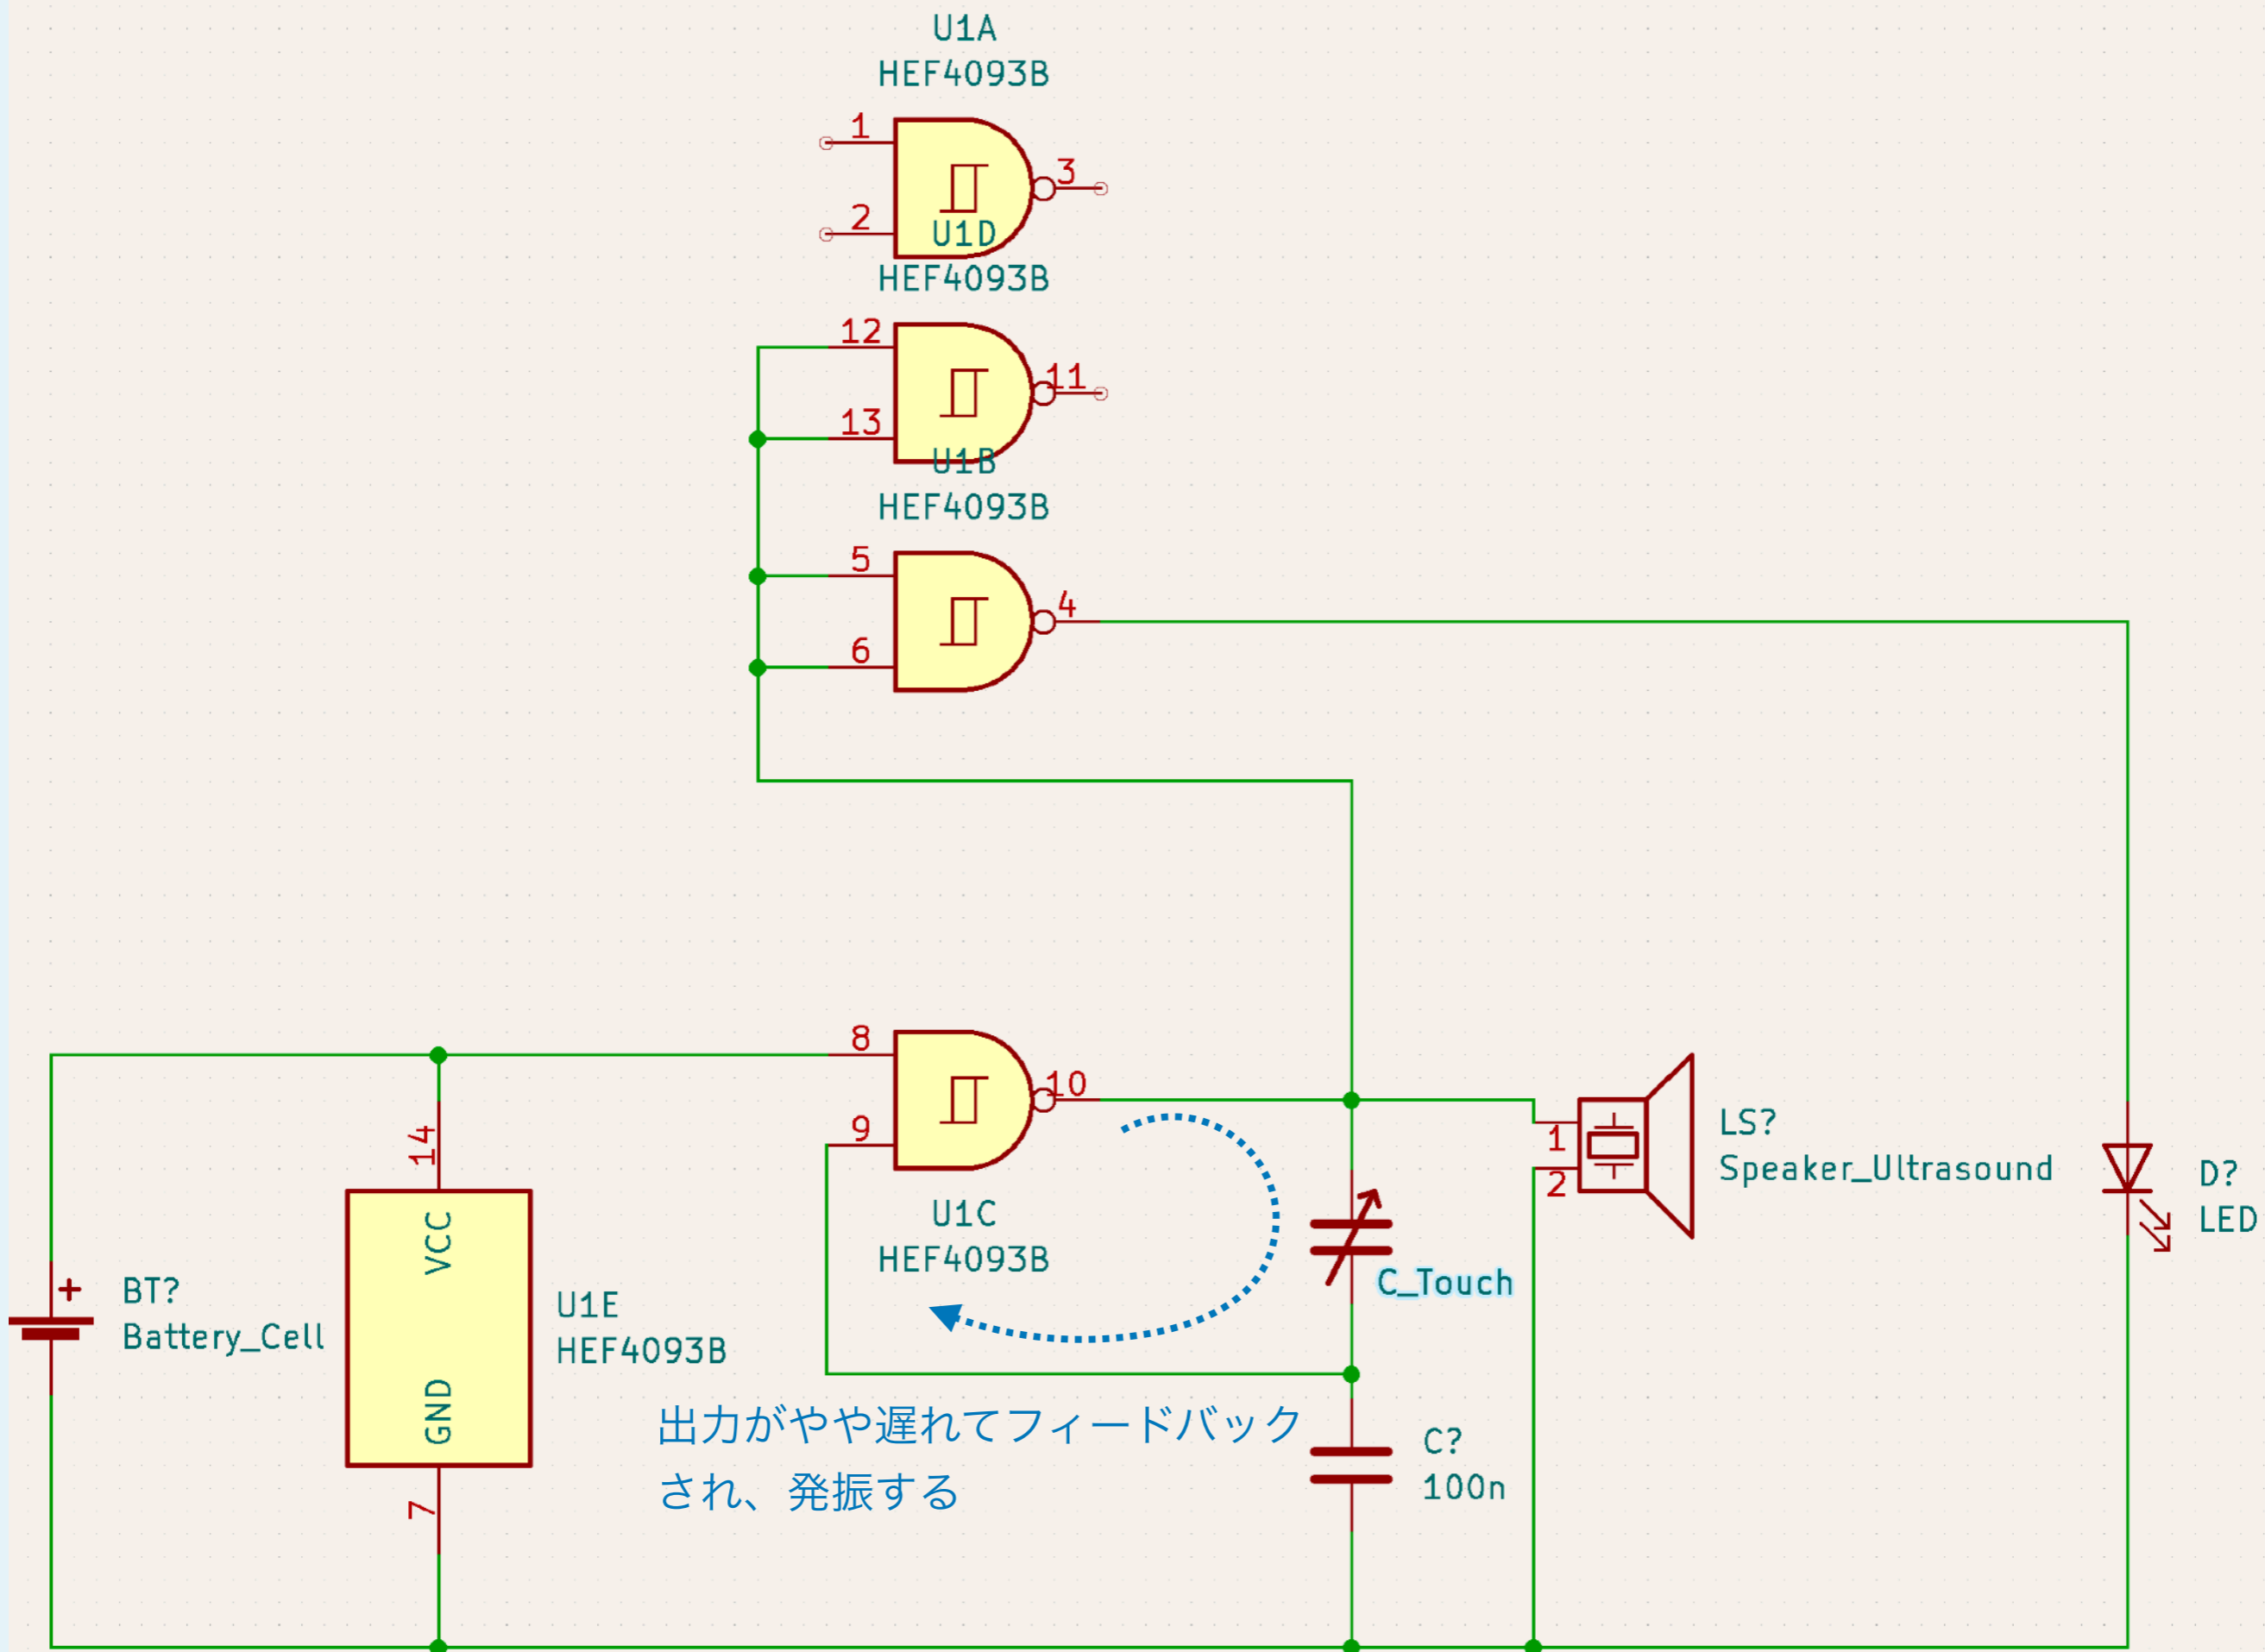 U1A
HEF4093B
1
2
3
U1D
HEF4093B
12
13
11
U1B
HEF4093B
5
6
4
8
9
10
U1C
HEF4093B
14
VCC
GND
7
U1E
HEF4093B
+
BT?
Battery_Cell
1
2
LS?
Speaker_Ultrasound
D?
LED
C_Touch
C?
100n
出力がやや遅れてフィードバック
され、発振する